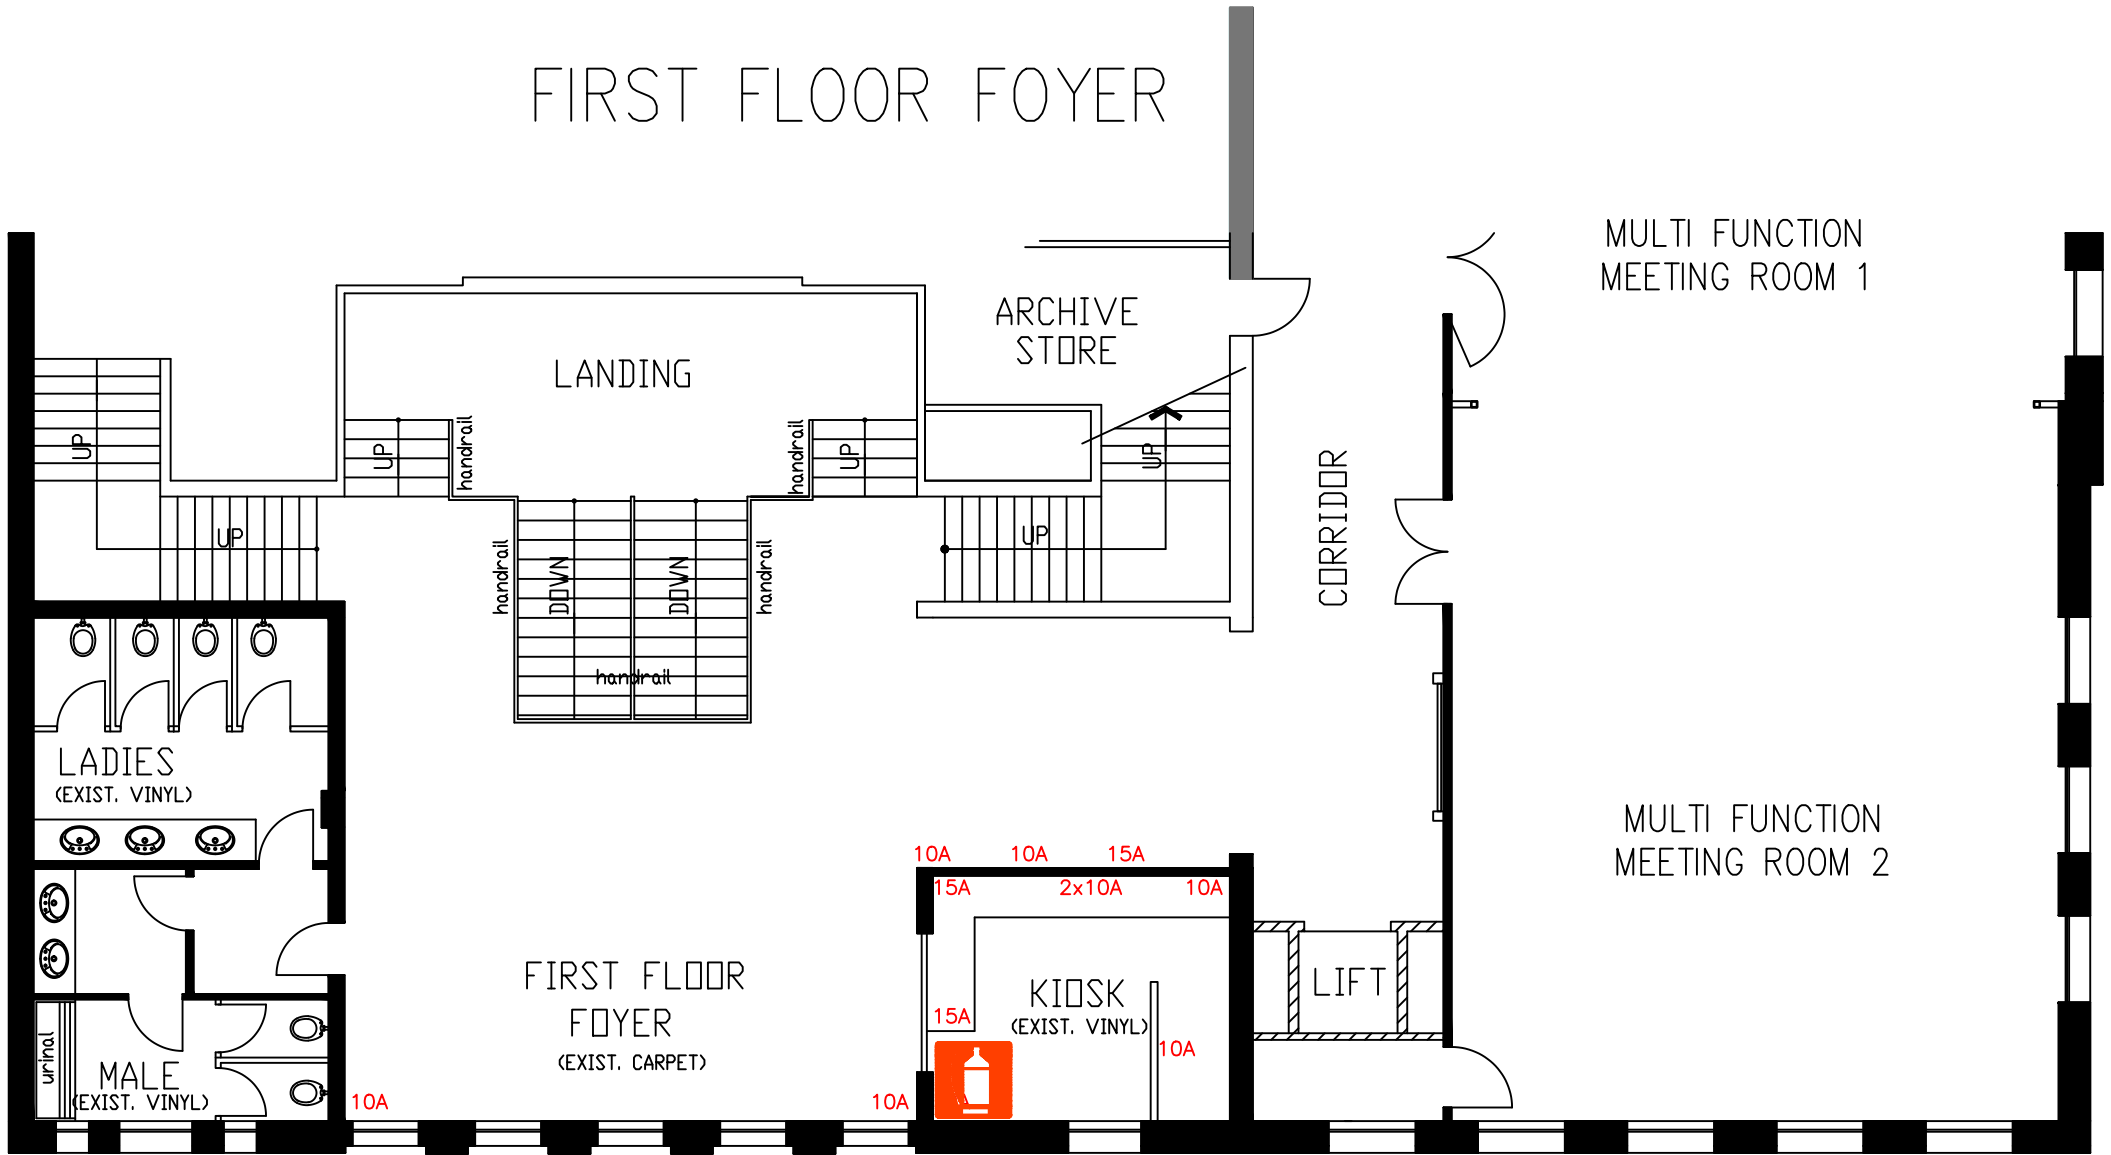 FIRST FLOOR FOYER
MULTI FUNCTION
MEETING ROOM 1
ARCHIVE
STORE
LANDING
UP
UP
handrail
handrail
UP
UP
CORRIDOR
UP
UP
handrail
DOWN
DOWN
handrail
handrail
LADIES
(EXIST. VINYL)
MULTI FUNCTION
MEETING ROOM 2
10A
10A
15A
15A
2x10A
10A
FIRST FLOOR
FOYER
(EXIST. CARPET)
KIOSK
(EXIST. VINYL)
LIFT
15A
10A
urinal
MALE
(EXIST. VINYL)
10A
10A